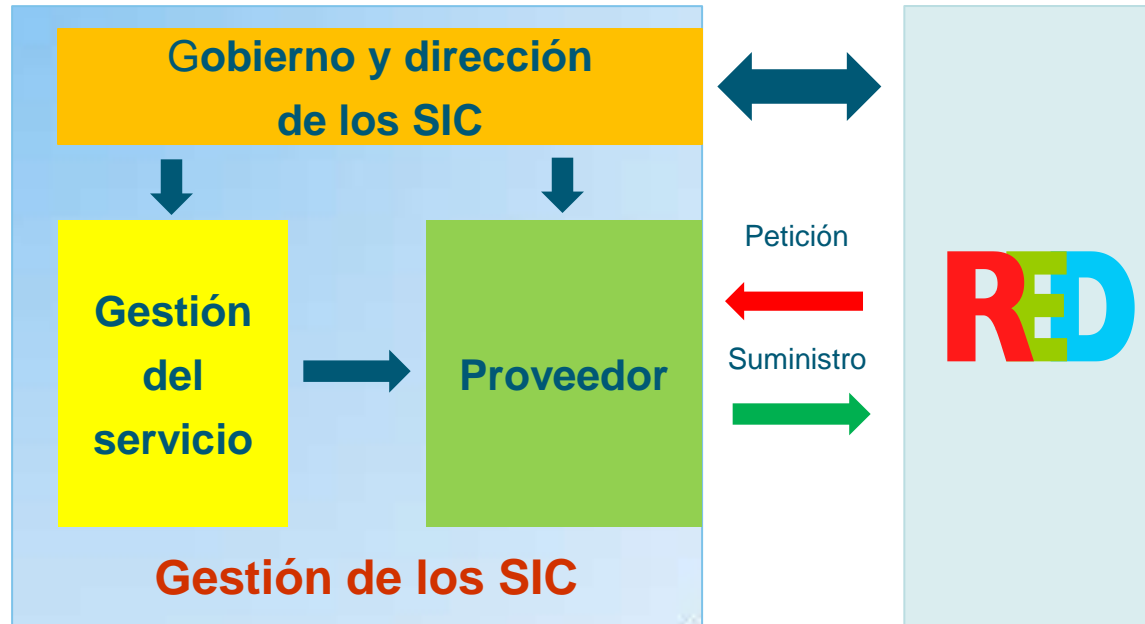 Gobierno y dirección
de los SIC
Petición
Gestión
del
servicio
Proveedor
Suministro
RED
Gestión de los SIC